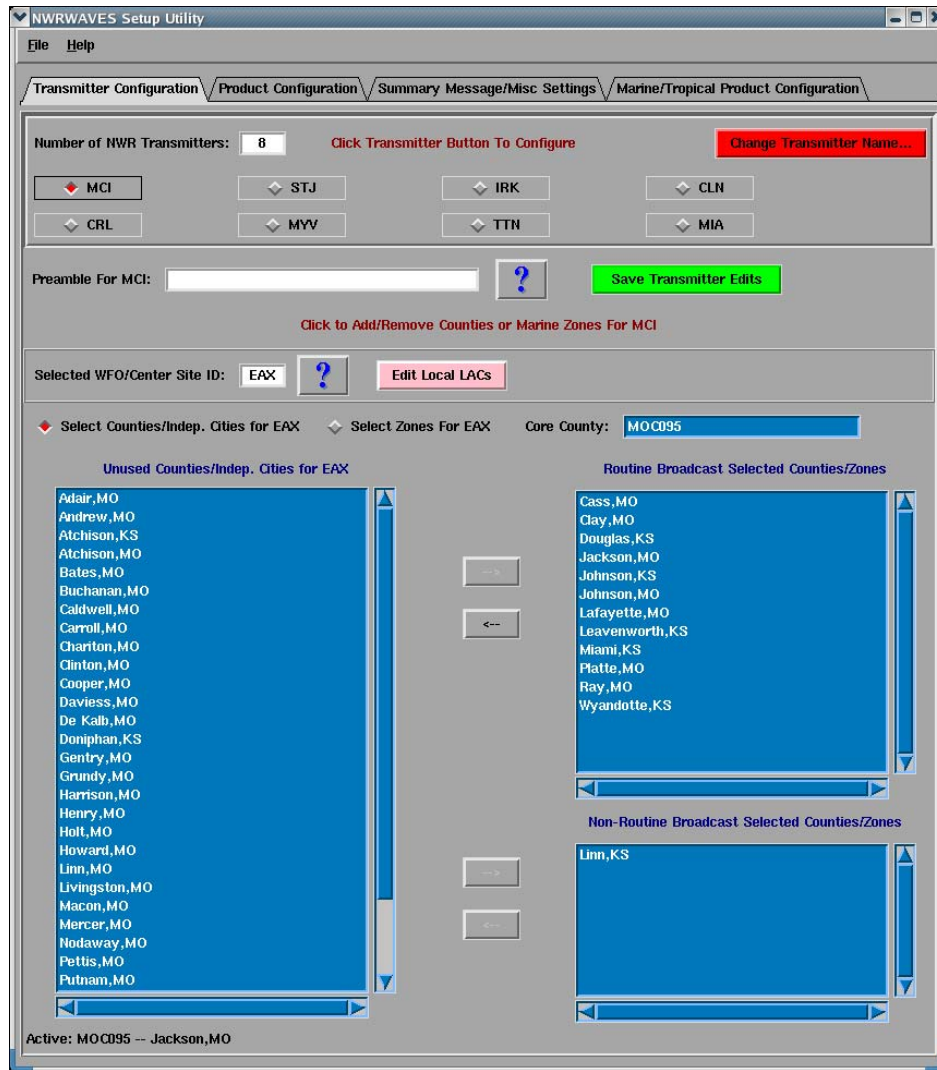 NWRWAVES Setup Utility
File Help
Transmitter Configuration Product Configuration Summary Message/Misc Settings Marine/Tropical Product Configuration
Number of NWR Transmitters: 8 Click Transmitter Button To Configure Change Transmitter Name...
MCI STJ IRK CLN
CRL MYV TTN MIA
Preamble For MCI: ? Save Transmitter Edits
Click to Add/Remove Counties or Marine Zones For MCI
Selected WFO/Center Site ID: EAX ? Edit Local LACs
Select Counties/Indep. Cities for EAX Select Zones For EAX Core County: MOC095
Unused Counties/Indep. Cities for EAX
Adair,MO
Andrew,MO
Atchison,KS
Atchison,MO
Bates,MO
Buchanan,MO
Caldwell,MO
Carroll,MO
Chariton,MO
Clinton,MO
Cooper,MO
Daviess,MO
De Kalb,MO
Doniphan,KS
Gentry,MO
Grundy,MO
Harrison,MO
Henry,MO
Holt,MO
Howard,MO
Linn,MO
Livingston,MO
Macon,MO
Mercer,MO
Nodaway,MO
Pettis,MO
Putnam,MO
-->
<--
-->
<--
Routine Broadcast Selected Counties/Zones
Cass,MO
Clay,MO
Douglas,KS
Jackson,MO
Johnson,KS
Johnson,MO
Lafayette,MO
Leavenworth,KS
Miami,KS
Platte,MO
Ray,MO
Wyandotte,KS
Non-Routine Broadcast Selected Counties/Zones
Linn,KS
Active: MOC095 -- Jackson,MO